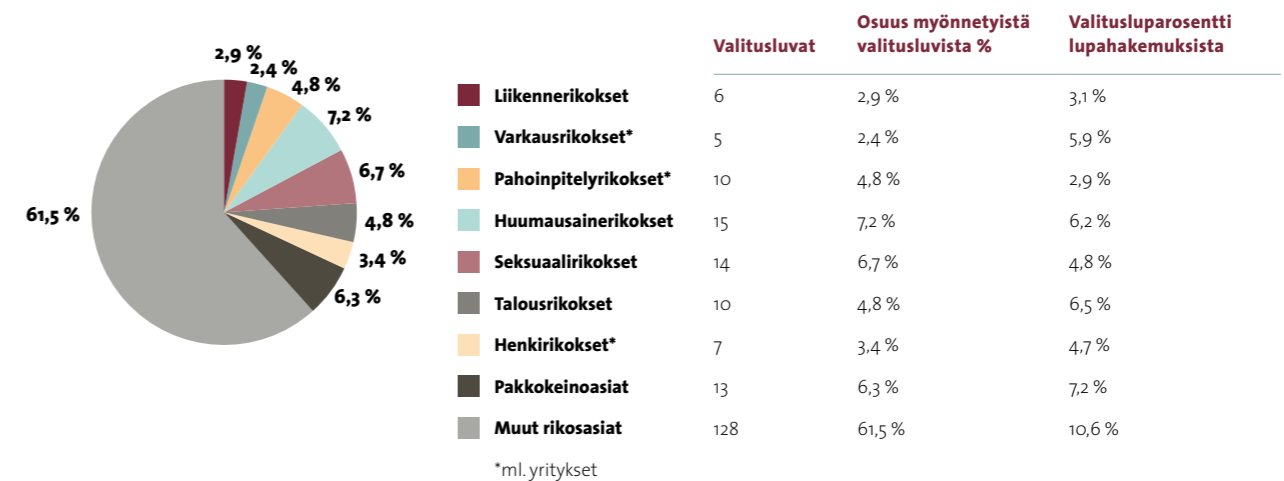 2,9 %
2,4 %
4,8 %
7,2 %
6,7 %
4,8 %
3,4 %
6,3 %
61,5 %
Valitusluvat Osuus myönnetyistä valitusluvista % Valitusluparosentti lupahakemuksista
Liikennerikokset 6 2,9 % 3,1 %
Varkausrikokset* 5 2,4 % 5,9 %
Pahoinpitelyrikokset* 10 4,8 % 2,9 %
Huumausainerikokset 15 7,2 % 6,2 %
Seksuaalirikokset 14 6,7 % 4,8 %
Talousrikokset 10 4,8 % 6,5 %
Henkirikokset* 7 3,4 % 4,7 %
Pakkokeinoasiat 13 6,3 % 7,2 %
Muut rikosasiat 128 61,5 % 10,6 %
*ml. yritykset